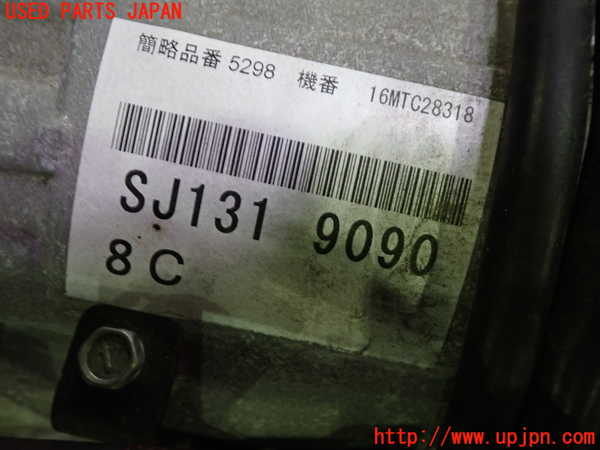 USED PARTS JAPAN
簡略品番 5298 機番 16MTC28318
SJ131 9090
8C
http://www.upjpn.com